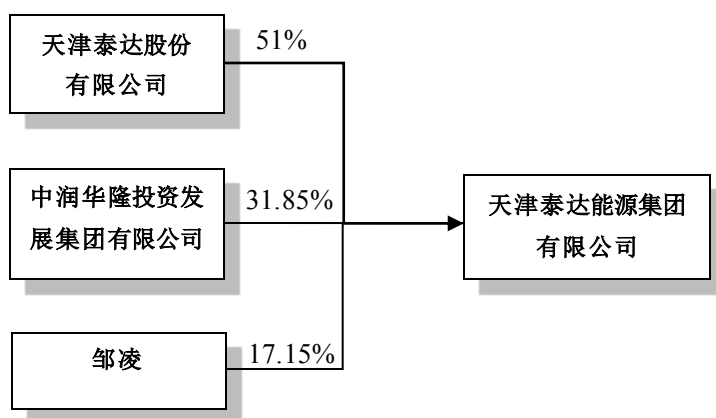 天津泰达股份
有限公司
51%
中润华隆投资发
展集团有限公司
31.85%
天津泰达能源集团
有限公司
邹凌
17.15%